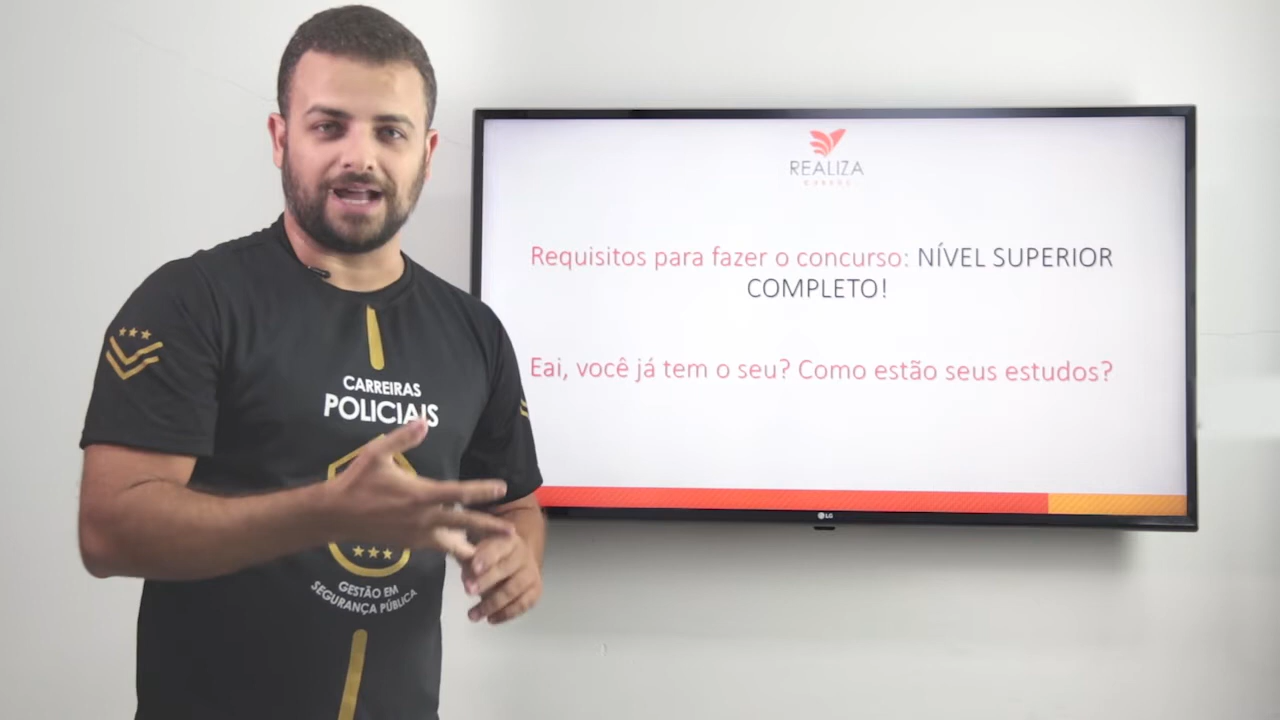 REALIZA
CURSOS
Requisitos para fazer o concurso: NÍVEL SUPERIOR
COMPLETO!
Eai, você já tem o seu? Como estão seus estudos?
LG
CARREIRAS
POLICIAIS
GESTÃO EM
SEGURANÇA PÚBLICA